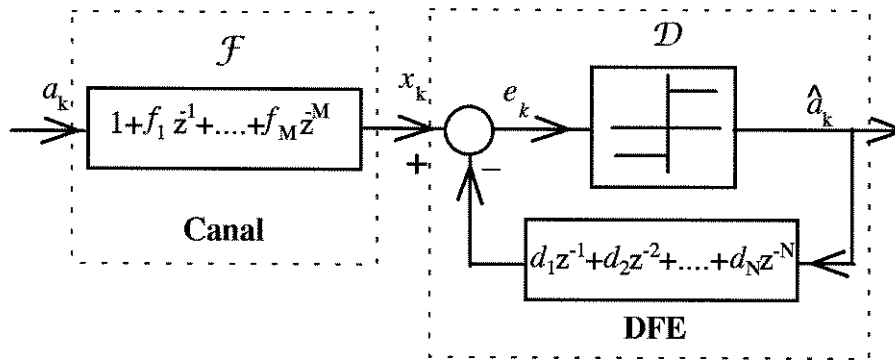 ℱ
𝒟
a_k
1+f_1 z^-1+....+f_M z^-M
x_k
e_k
â_k
+
−
Canal
d_1z^-1+d_2z^-2+....+d_Nz^-N
DFE